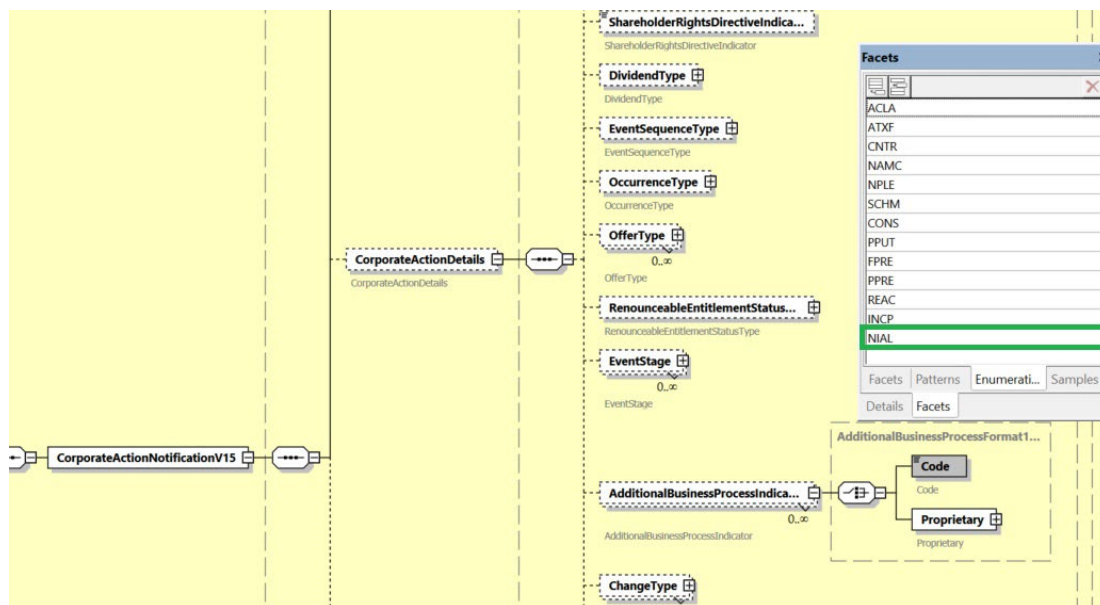 ShareholderRightsDirectiveIndica...
ShareholderRightsDirectiveIndicator
DividendType
DividendType
EventSequenceType
EventSequenceType
OccurrenceType
OccurrenceType
OfferType
0..∞
OfferType
CorporateActionDetails
CorporateActionDetails
RenounceableEntitlementStatus...
RenounceableEntitlementStatusType
EventStage
0..∞
EventStage
CorporateActionNotificationV15
AdditionalBusinessProcessIndica...
0..∞
AdditionalBusinessProcessIndicator
ChangeType
Facets
ACLA
ATXF
CNTR
NAMC
NPLE
SCHM
CONS
PPUT
FPRE
PPRE
REAC
INCP
NIAL
Facets Patterns Enumerati... Samples
Details Facets
AdditionalBusinessProcessFormat1...
Code
Code
Proprietary
Proprietary